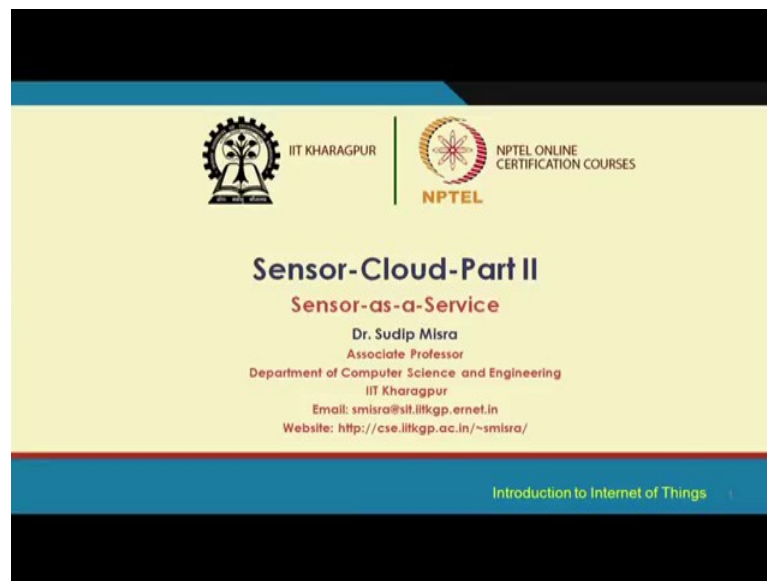 IIT KHARAGPUR
NPTEL ONLINE
CERTIFICATION COURSES
NPTEL
Sensor-Cloud-Part II
Sensor-as-a-Service
Dr. Sudip Misra
Associate Professor
Department of Computer Science and Engineering
IIT Kharagpur
Email: smisra@sit.iitkgp.ernet.in
Website: http://cse.iitkgp.ac.in/~smisra/
Introduction to Internet of Things